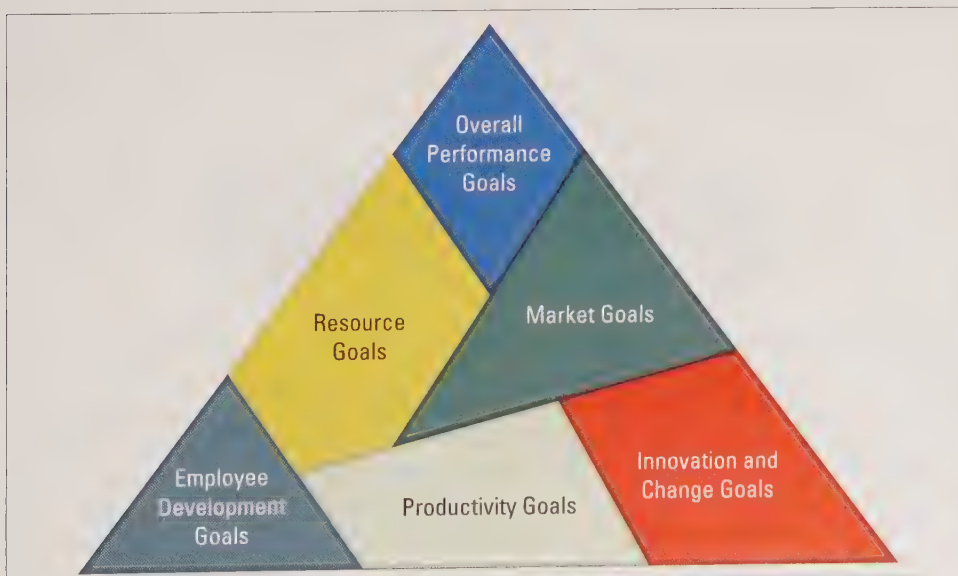 Overall
Performance
Goals
Resource
Goals
Market Goals
Employee
Development
Goals
Productivity Goals
Innovation and
Change Goals